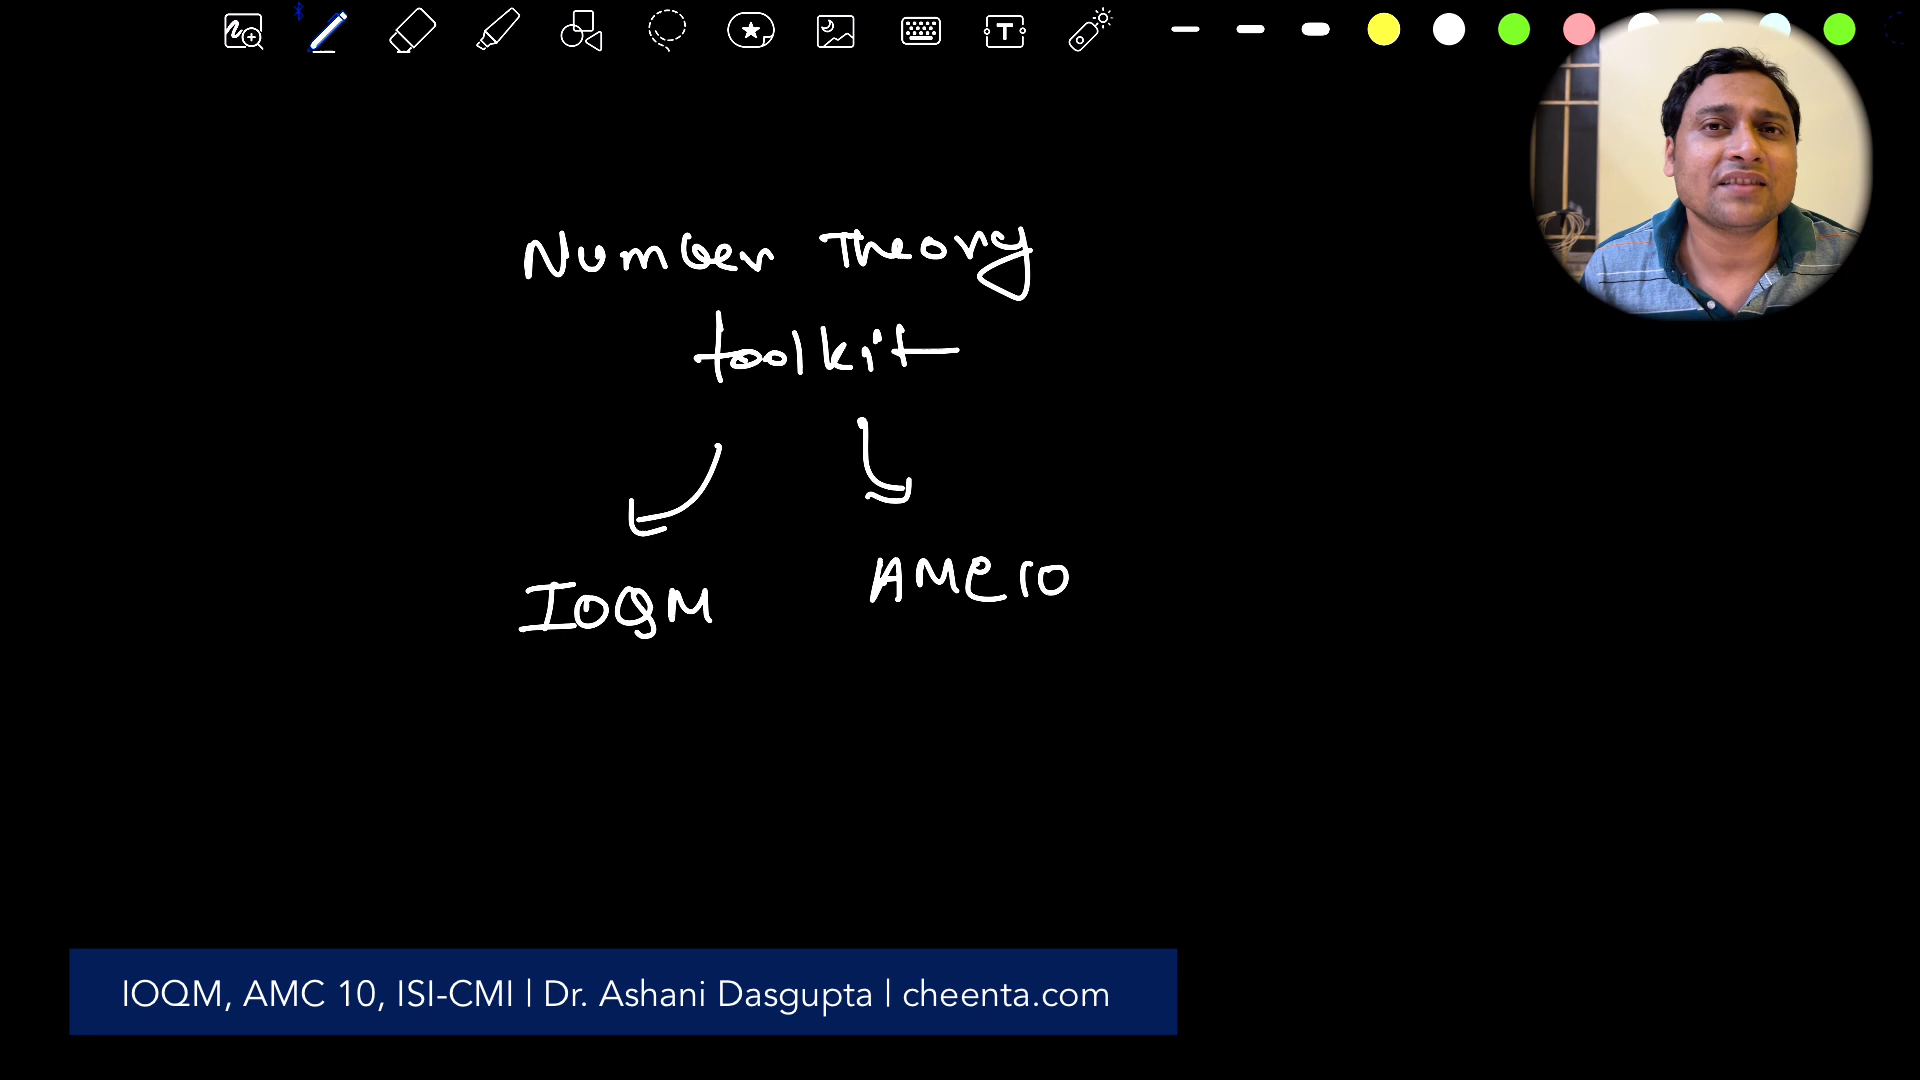 Number Theory
toolkit
IOQM
AMC 10
IOQM, AMC 10, ISI-CMI | Dr. Ashani Dasgupta | cheenta.com